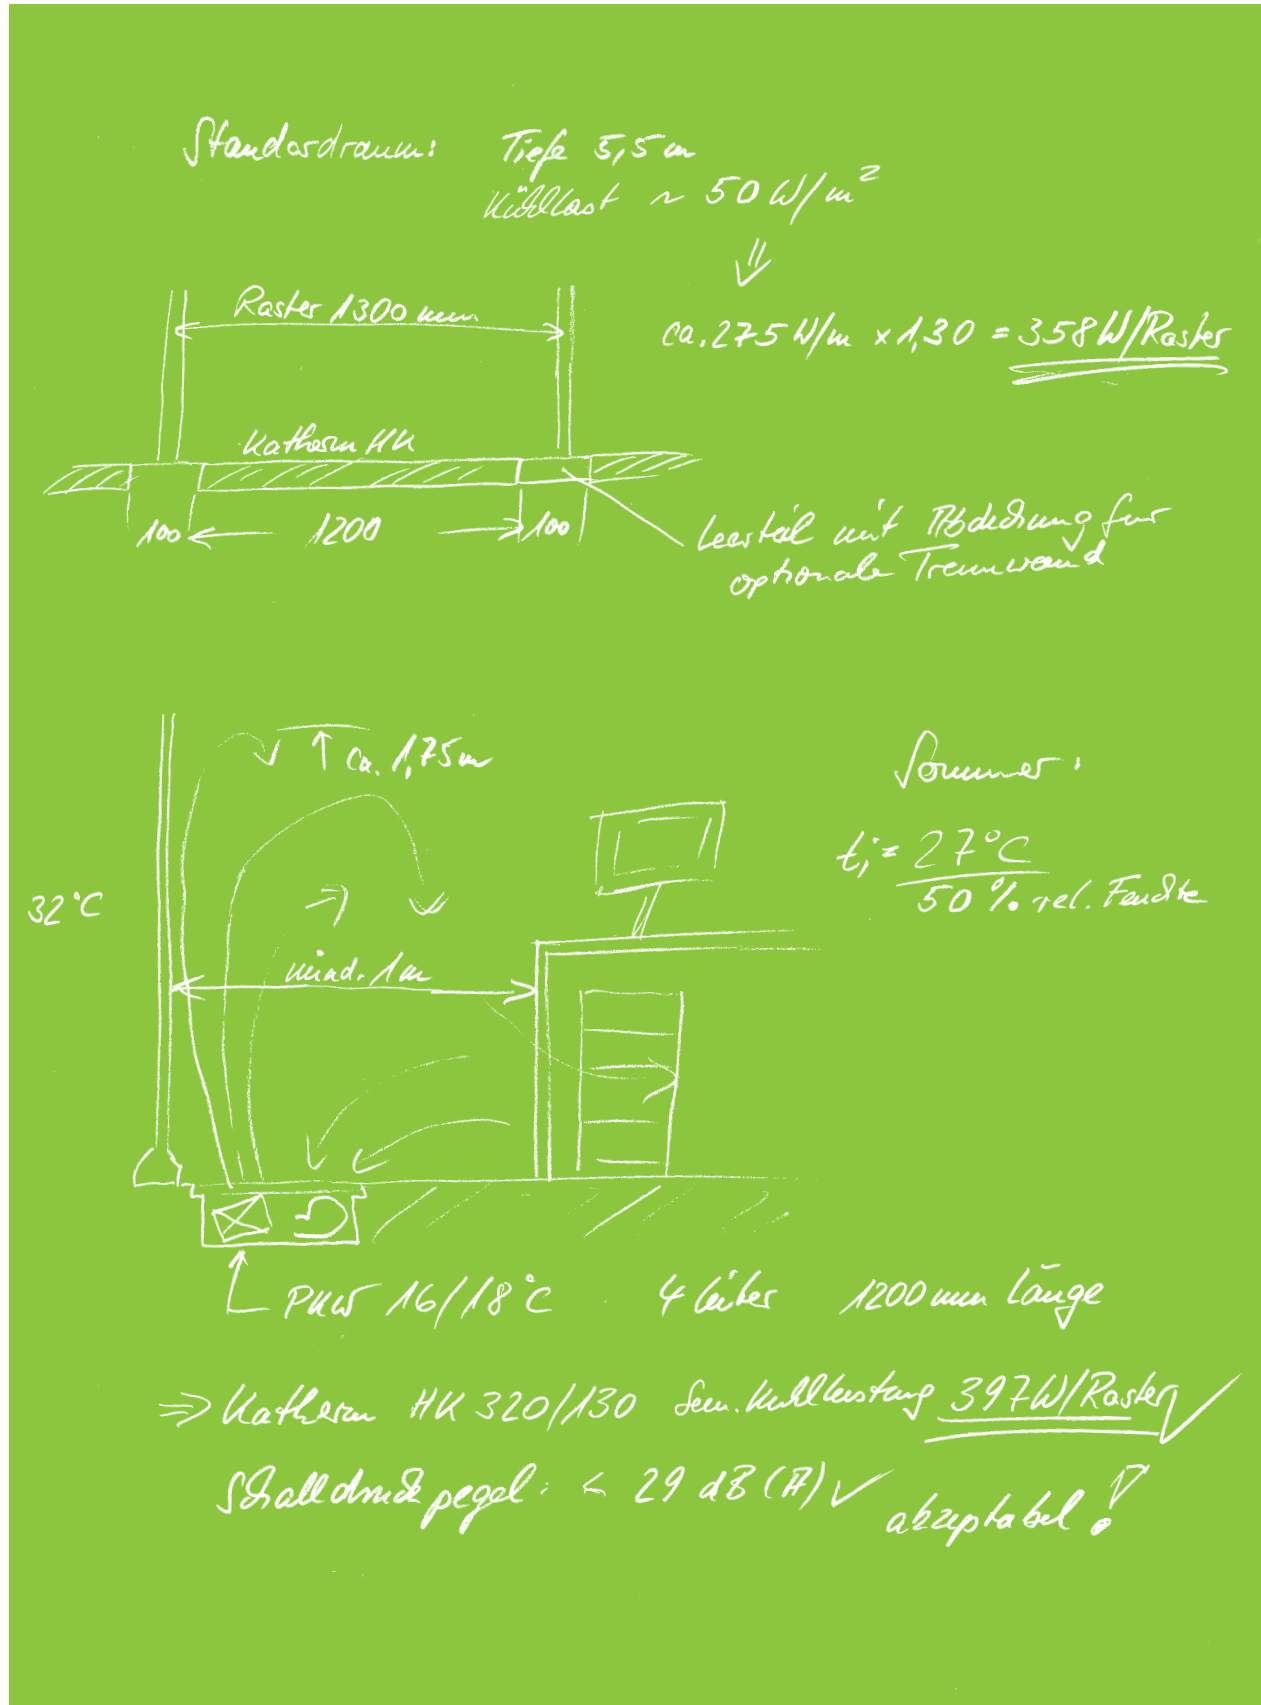 Standardraum: Tiefe 5,5 m
Kühllast ~ 50 W/m²
Raster 1300 mm
ca. 275 W/m x 1,30 = 358 W/Raster
Katherm HK
100 1200 100
Leerteil mit Abdeckung für
optionale Trennwand
ca. 1,75 m
Sommer:
ti = 27°C
50 % rel. Feuchte
32°C
mind. 1 m
PKW 16/18°C 4 Leiter 1200 mm Länge
⇒ Katherm HK 320/130 Sen. Kühlleistung 397 W/Raster ✓
Schalldruckpegel: < 29 dB (A) ✓ akzeptabel!